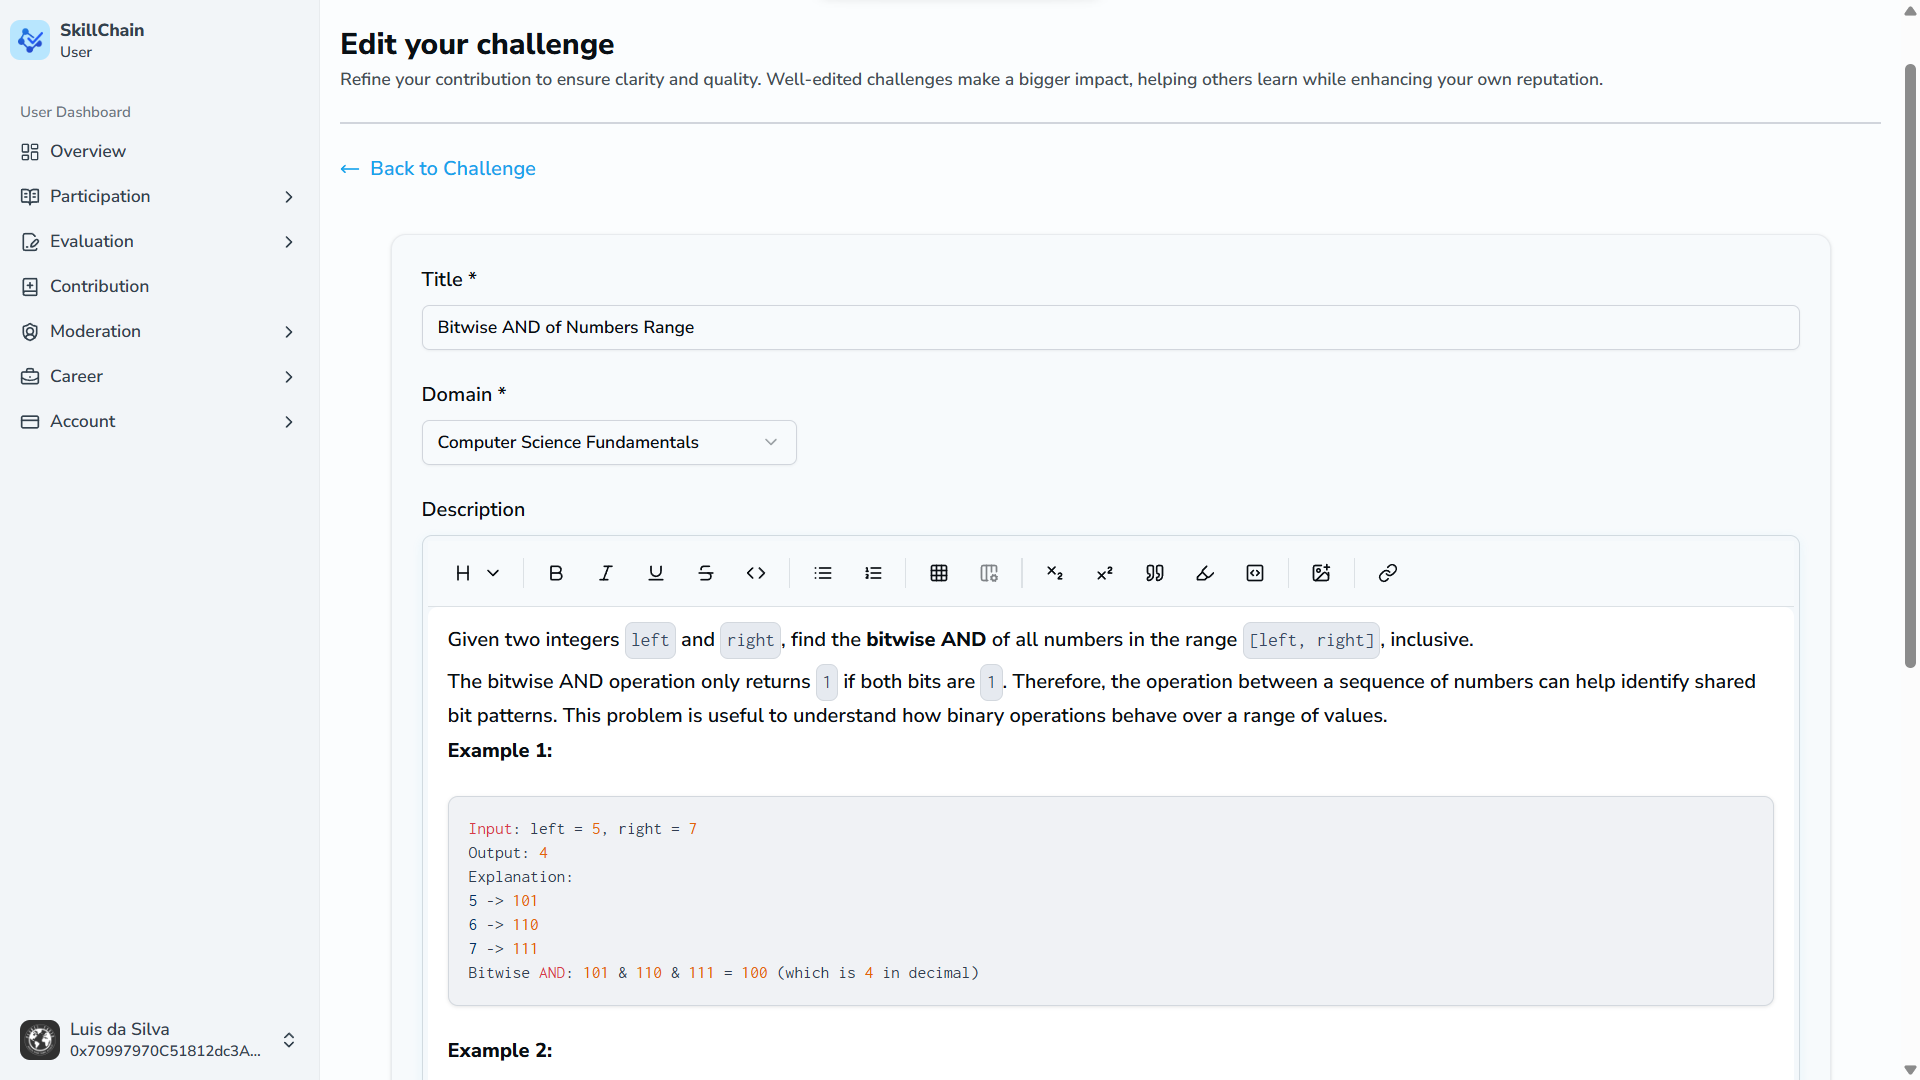 SkillChain
User
User Dashboard
Overview
Participation
Evaluation
Contribution
Moderation
Career
Account
Luis da Silva
0x70997970C51812dc3A...
Edit your challenge
Refine your contribution to ensure clarity and quality. Well-edited challenges make a bigger impact, helping others learn while enhancing your own reputation.
← Back to Challenge
Title *
Bitwise AND of Numbers Range
Domain *
Computer Science Fundamentals
Description
Given two integers left and right, find the bitwise AND of all numbers in the range [left, right], inclusive.
The bitwise AND operation only returns 1 if both bits are 1. Therefore, the operation between a sequence of numbers can help identify shared
bit patterns. This problem is useful to understand how binary operations behave over a range of values.
Example 1:
Input: left = 5, right = 7
Output: 4
Explanation:
5 -> 101
6 -> 110
7 -> 111
Bitwise AND: 101 & 110 & 111 = 100 (which is 4 in decimal)
Example 2: